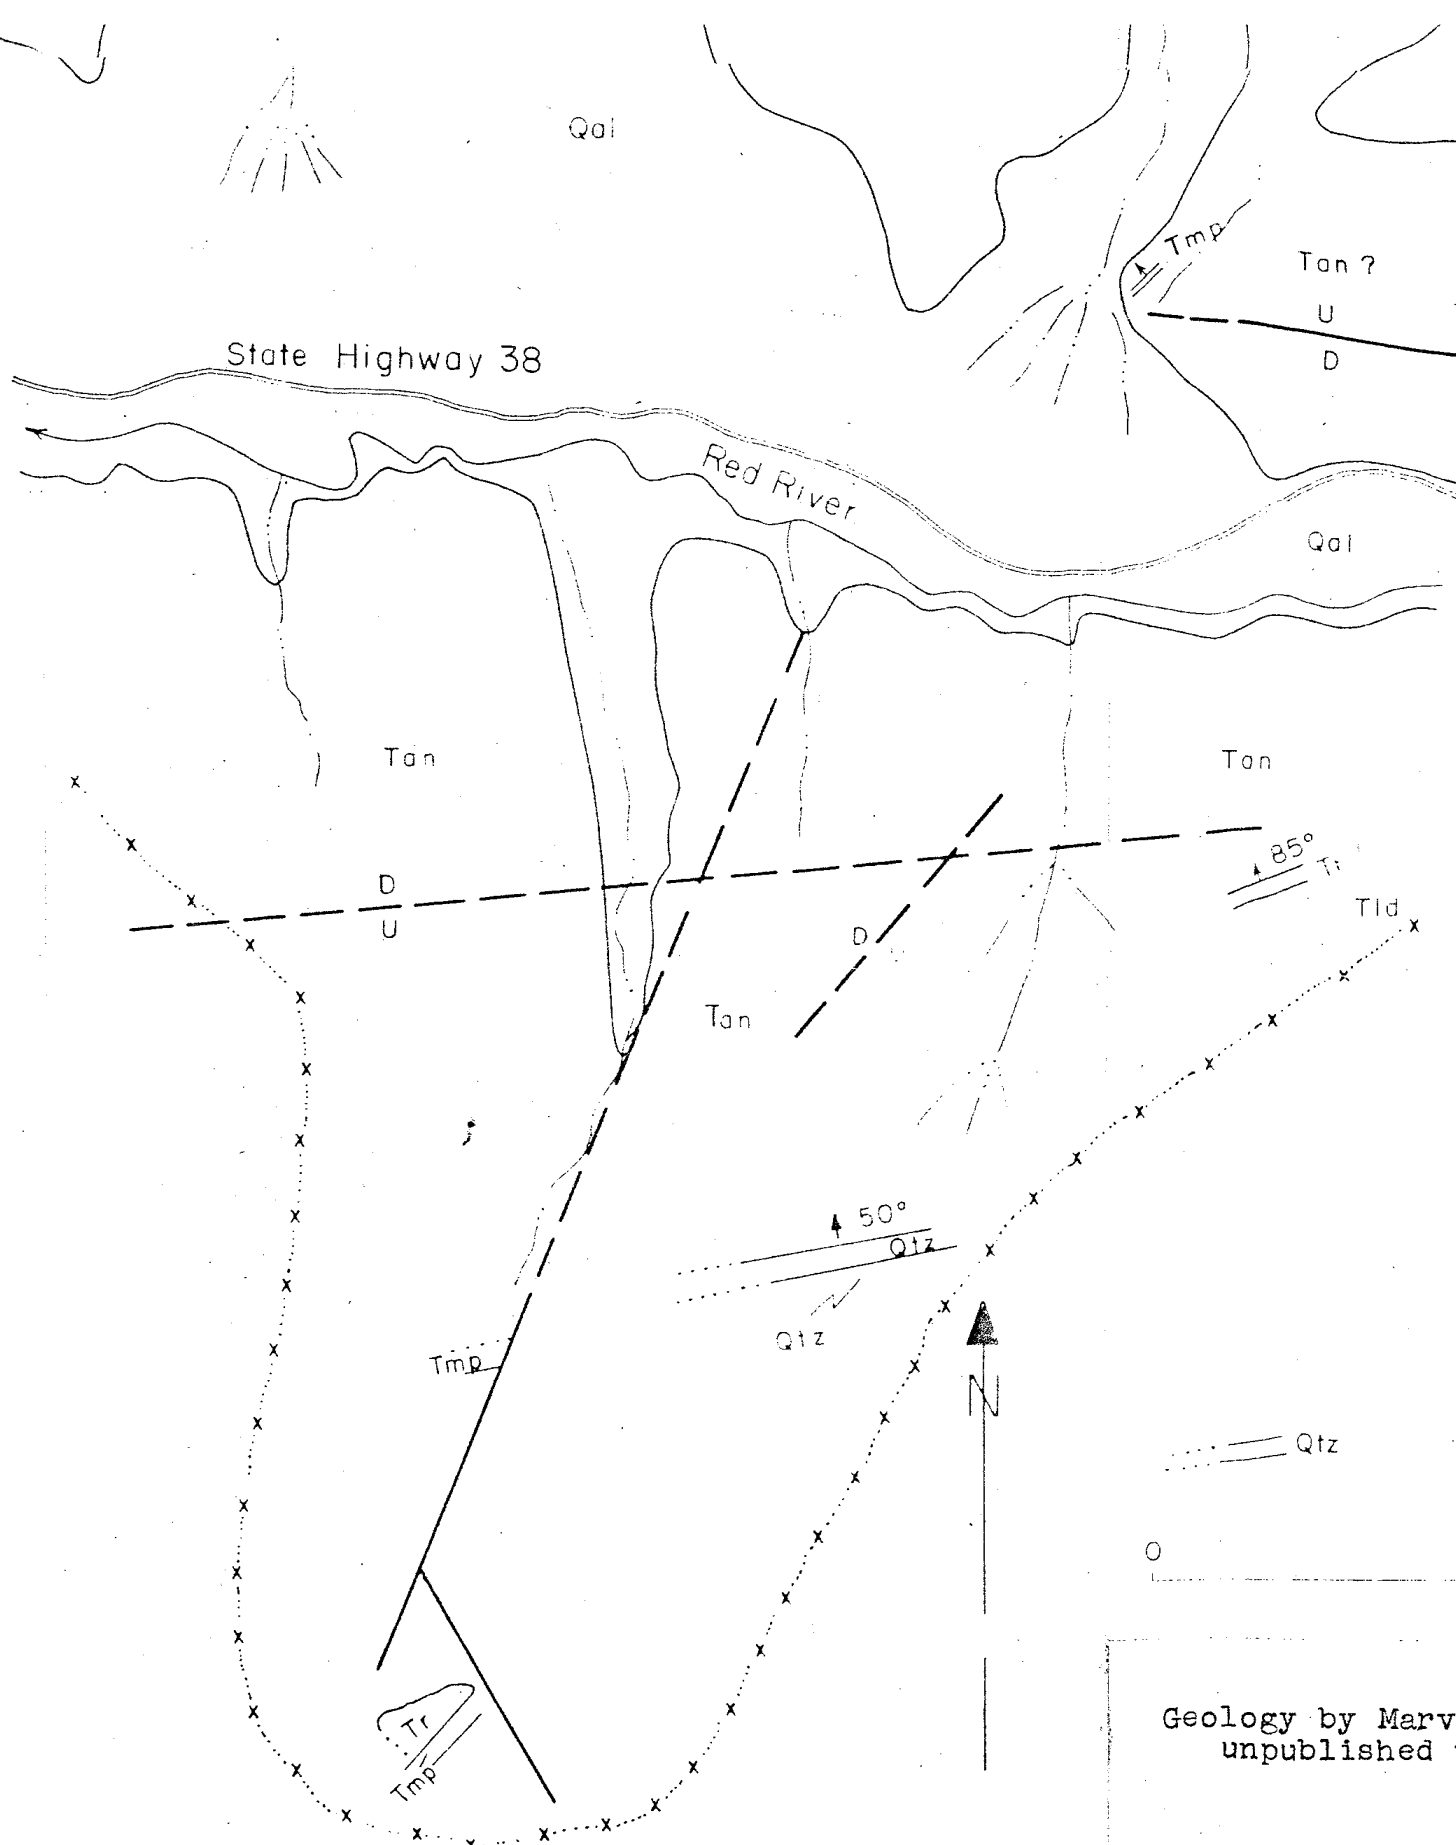 Qal
Tmp
Tan ?
U
D
State Highway 38
Red River
Qal
Tan
Tan
85°
Tld
D
U
D
Tan
50°
Qtz
Qtz
Tmp
N
Qtz
0
Tr
Tmp
Geology by Marv
unpublished